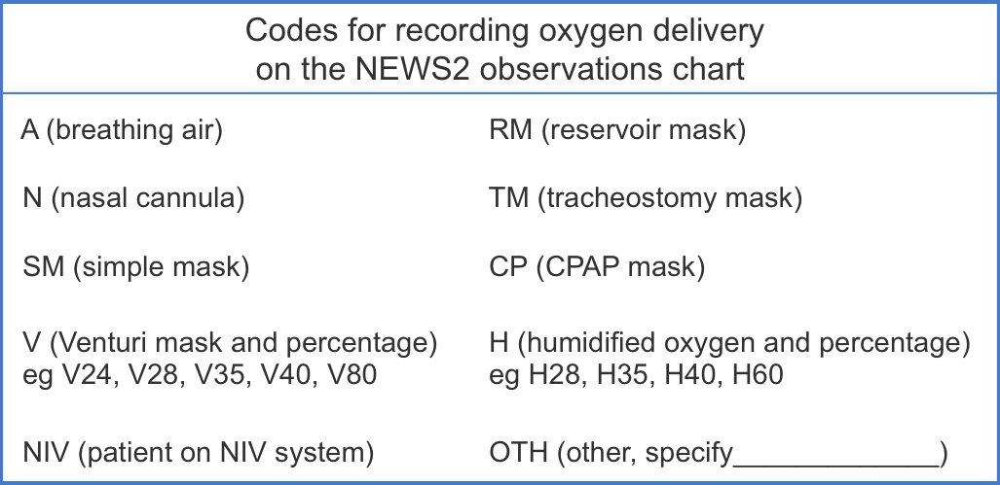 Codes for recording oxygen delivery
on the NEWS2 observations chart
A (breathing air)
RM (reservoir mask)
N (nasal cannula)
TM (tracheostomy mask)
SM (simple mask)
CP (CPAP mask)
V (Venturi mask and percentage)
eg V24, V28, V35, V40, V80
H (humidified oxygen and percentage)
eg H28, H35, H40, H60
NIV (patient on NIV system)
OTH (other, specify_____________)